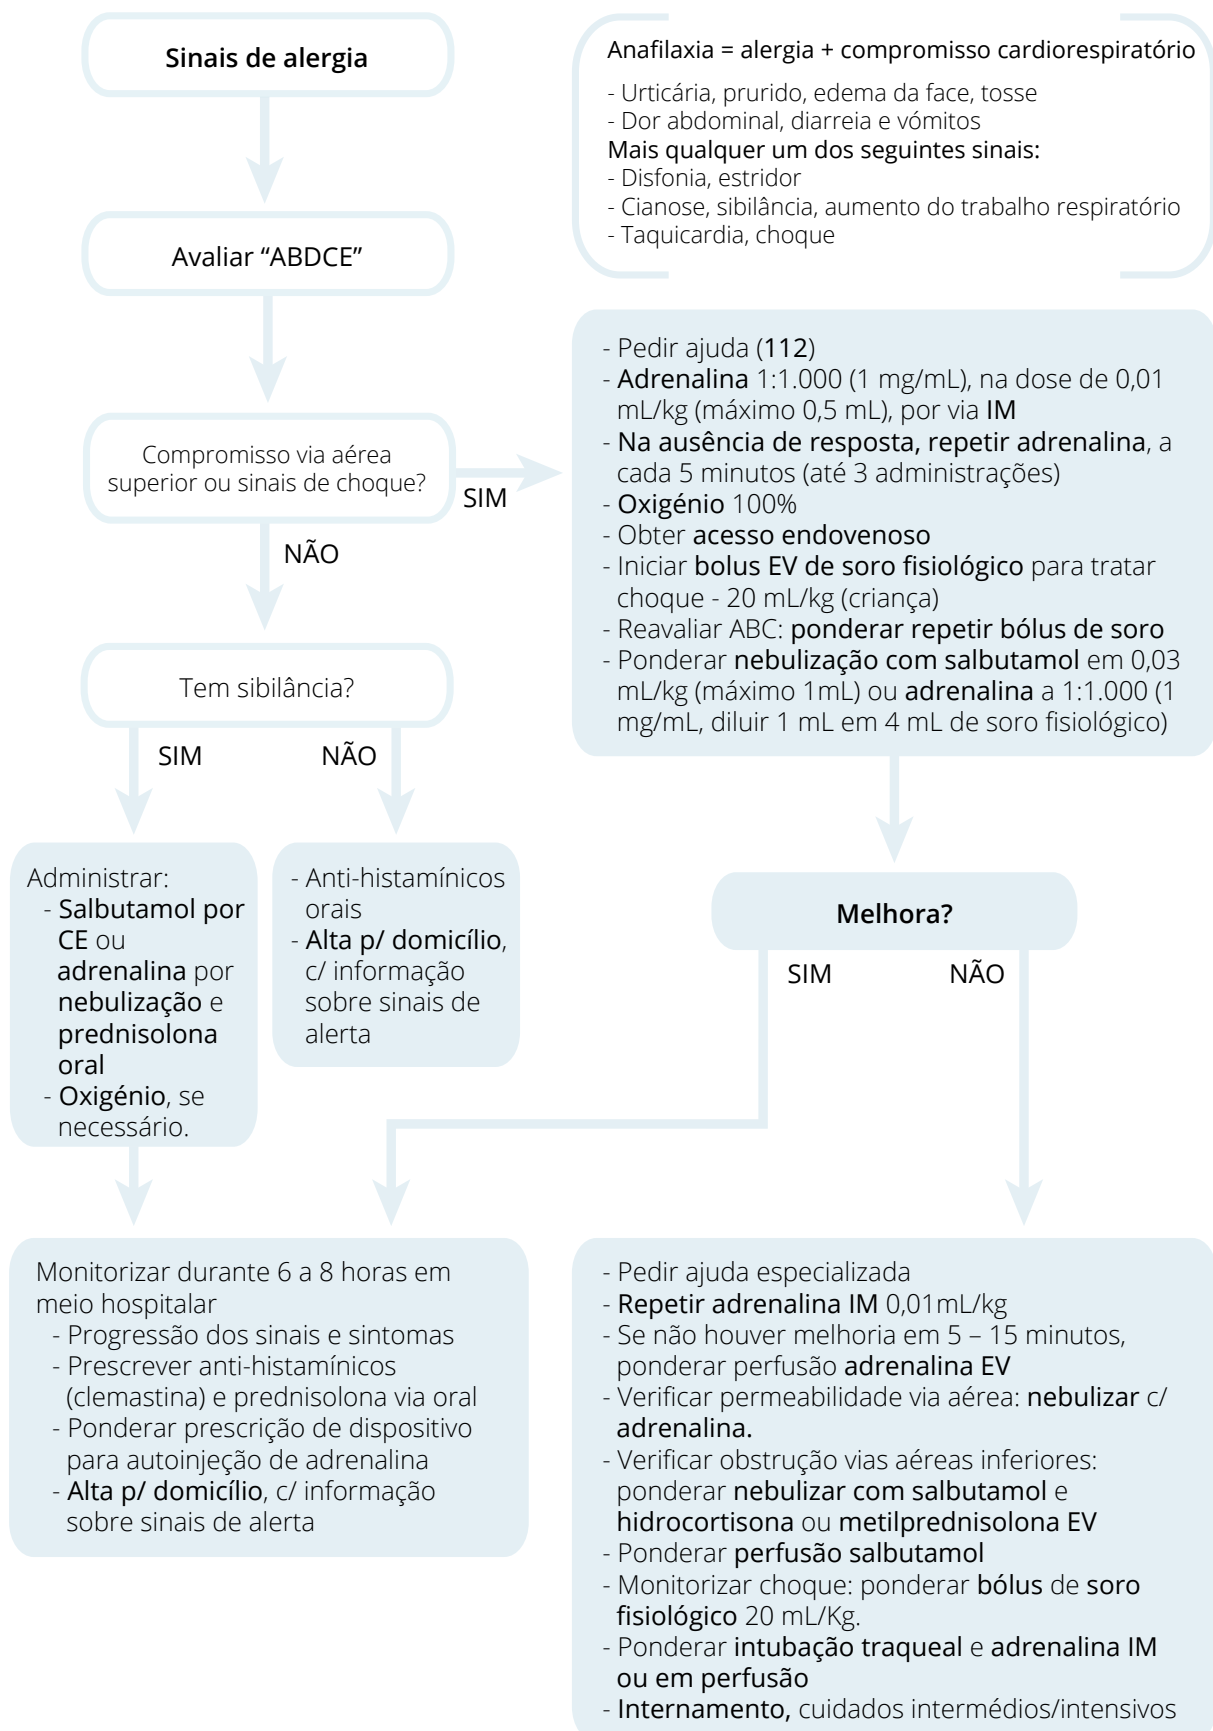 Sinais de alergia
Anafilaxia = alergia + compromisso cardiorespiratório
- Urticária, prurido, edema da face, tosse
- Dor abdominal, diarreia e vómitos
Mais qualquer um dos seguintes sinais:
- Disfonia, estridor
- Cianose, sibilância, aumento do trabalho respiratório
- Taquicardia, choque
Avaliar “ABDCE”
Compromisso via aérea
superior ou sinais de choque?
SIM
NÃO
- Pedir ajuda (112)
- Adrenalina 1:1.000 (1 mg/mL), na dose de 0,01
mL/kg (máximo 0,5 mL), por via IM
- Na ausência de resposta, repetir adrenalina, a
cada 5 minutos (até 3 administrações)
- Oxigénio 100%
- Obter acesso endovenoso
- Iniciar bolus EV de soro fisiológico para tratar
choque - 20 mL/kg (criança)
- Reavaliar ABC: ponderar repetir bólus de soro
- Ponderar nebulização com salbutamol em 0,03
mL/kg (máximo 1mL) ou adrenalina a 1:1.000 (1
mg/mL, diluir 1 mL em 4 mL de soro fisiológico)
Tem sibilância?
SIM
NÃO
Administrar:
- Salbutamol por
CE ou
adrenalina por
nebulização e
prednisolona
oral
- Oxigénio, se
necessário.
- Anti-histamínicos
orais
- Alta p/ domicílio,
c/ informação
sobre sinais de
alerta
Melhora?
SIM
NÃO
Monitorizar durante 6 a 8 horas em
meio hospitalar
- Progressão dos sinais e sintomas
- Prescrever anti-histamínicos
(clemastina) e prednisolona via oral
- Ponderar prescrição de dispositivo
para autoinjeção de adrenalina
- Alta p/ domicílio, c/ informação
sobre sinais de alerta
- Pedir ajuda especializada
- Repetir adrenalina IM 0,01mL/kg
- Se não houver melhoria em 5 – 15 minutos,
ponderar perfusão adrenalina EV
- Verificar permeabilidade via aérea: nebulizar c/
adrenalina.
- Verificar obstrução vias aéreas inferiores:
ponderar nebulizar com salbutamol e
hidrocortisona ou metilprednisolona EV
- Ponderar perfusão salbutamol
- Monitorizar choque: ponderar bólus de soro
fisiológico 20 mL/Kg.
- Ponderar intubação traqueal e adrenalina IM
ou em perfusão
- Internamento, cuidados intermédios/intensivos